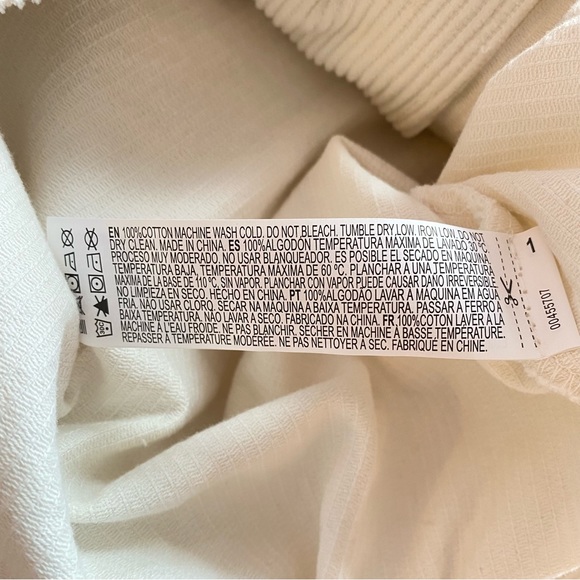 EN 100%COTTON MACHINE WASH COLD. DO NOT BLEACH. TUMBLE DRY LOW. IRON LOW. DO NOT
DRY CLEAN. MADE IN CHINA. ES 100%ALGODON TEMPERATURA MAXIMA DE LAVADO 30 ºC
PROCESO MUY MODERADO. NO USAR BLANQUEADOR. ES POSIBLE EL SECADO EN MAQUINA
TEMPERATURA BAJA, TEMPERATURA MAXIMA DE 60 ºC. PLANCHAR A UNA TEMPERATURA
MAXIMA DE LA BASE DE 110 ºC, SIN VAPOR. PLANCHAR CON VAPOR PUEDE CAUSAR DAÑO IRREVERSIBLE
NO LIMPIEZA EN SECO. HECHO EN CHINA. PT 100%ALGODÃO LAVAR À MÁQUINA EM AGUA
FRIA. NÃO USAR CLORO. SECAR NA MÁQUINA A BAIXA TEMPERATURA. PASSAR A FERRO A
BAIXA TEMPERATURA. NÃO LAVAR Á SECO. FABRICADO NA CHINA. FR 100%COTON LAVER À LA
MACHINE À L'EAU FROIDE. NE PAS BLANCHIR. SÉCHER EN MACHINE À BASSE TEMPÉRATURE.
REPASSER À TEMPÉRATURE MODÉRÉE. NE PAS NETTOYER À SEC. FABRIQUÉ EN CHINE.
1
00455707